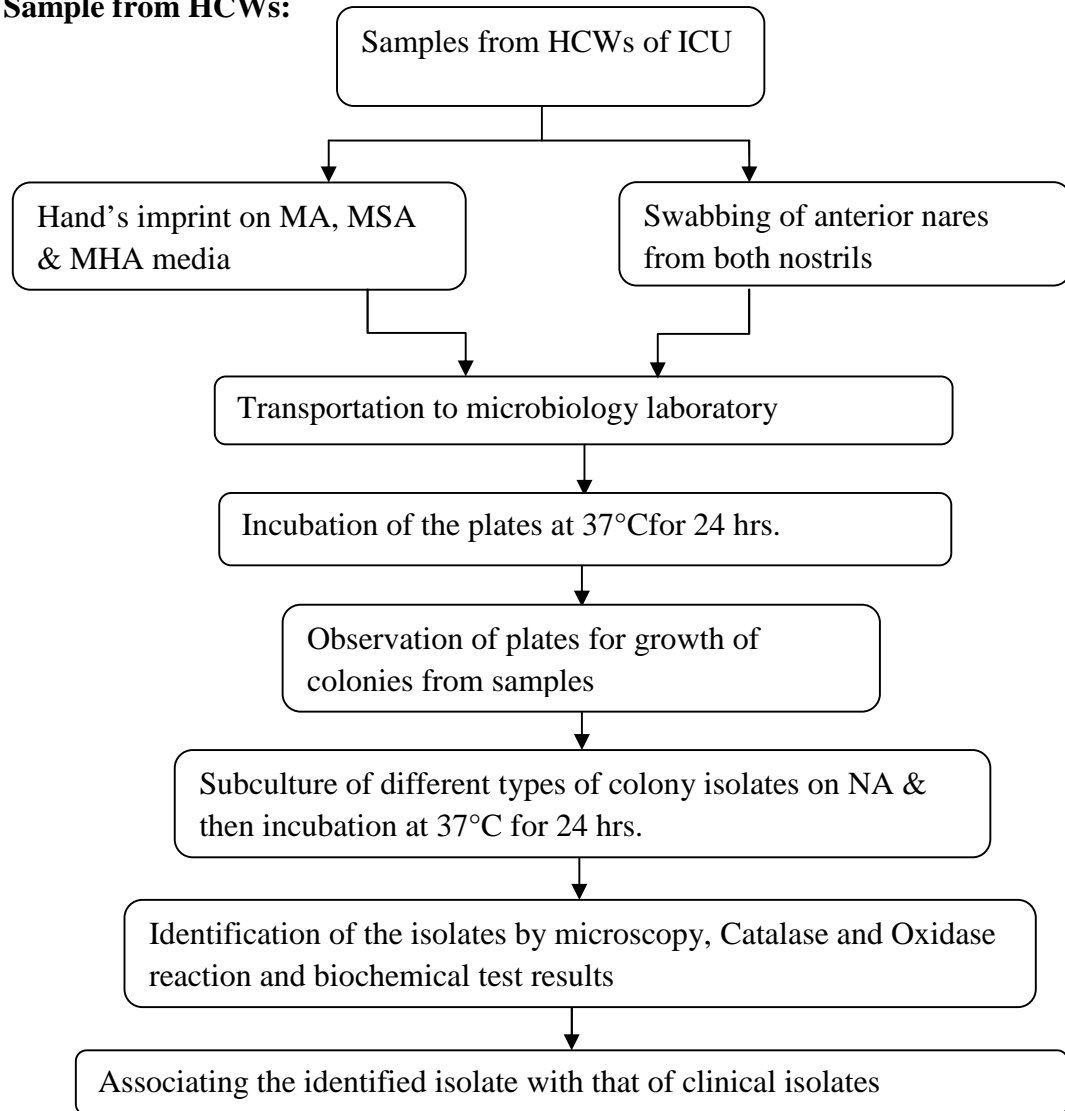 Sample from HCWs:
Samples from HCWs of ICU
Hand’s imprint on MA, MSA
& MHA media
Swabbing of anterior nares
from both nostrils
Transportation to microbiology laboratory
Incubation of the plates at 37°Cfor 24 hrs.
Observation of plates for growth of
colonies from samples
Subculture of different types of colony isolates on NA &
then incubation at 37°C for 24 hrs.
Identification of the isolates by microscopy, Catalase and Oxidase
reaction and biochemical test results
Associating the identified isolate with that of clinical isolates